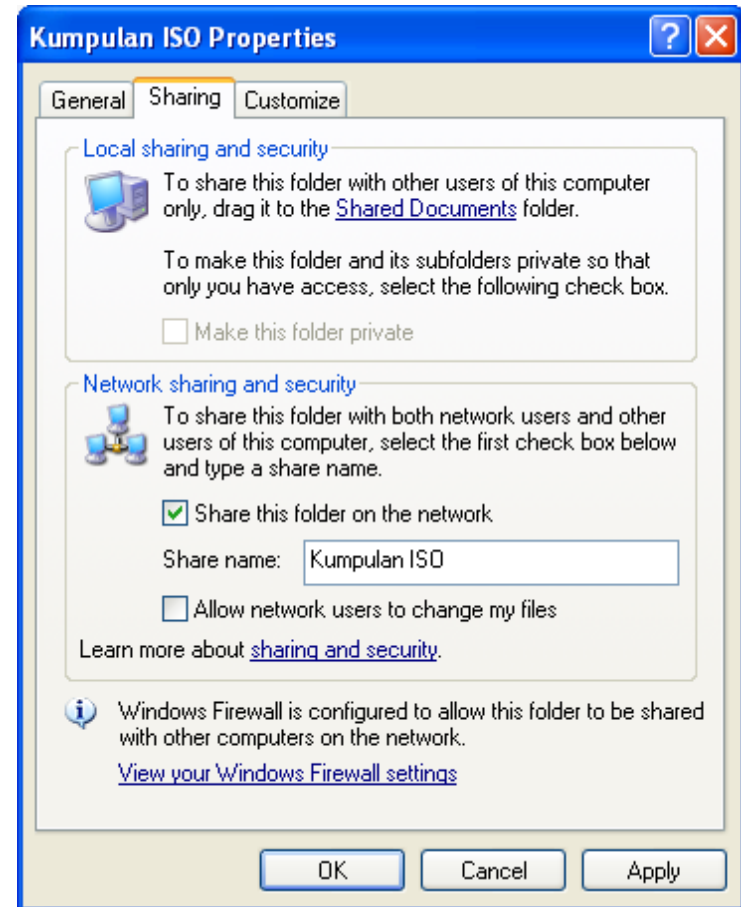 Kumpulan ISO Properties
General Sharing Customize
Local sharing and security
To share this folder with other users of this computer
only, drag it to the Shared Documents folder.
To make this folder and its subfolders private so that
only you have access, select the following check box.
Make this folder private
Network sharing and security
To share this folder with both network users and other
users of this computer, select the first check box below
and type a share name.
Share this folder on the network
Share name: Kumpulan ISO
Allow network users to change my files
Learn more about sharing and security.
Windows Firewall is configured to allow this folder to be shared
with other computers on the network.
View your Windows Firewall settings
OK Cancel Apply